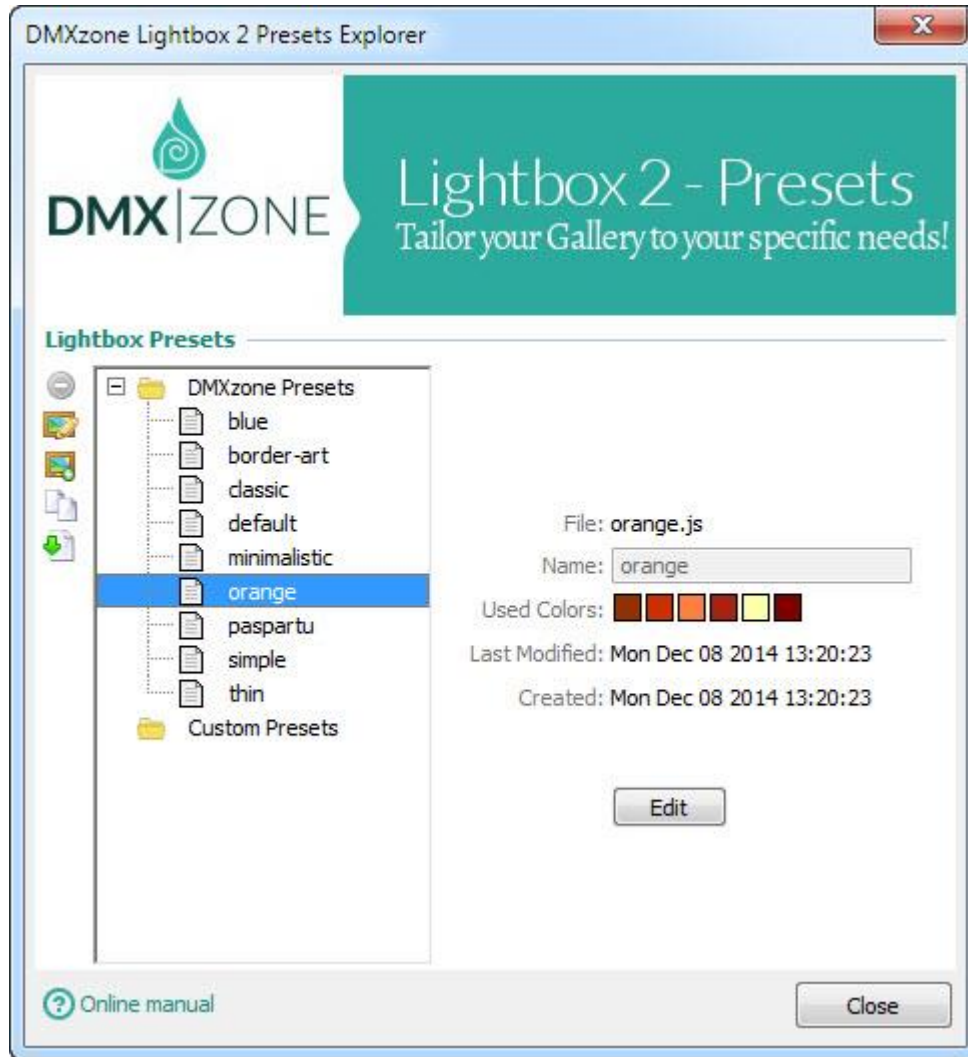 DMXzone Lightbox 2 Presets Explorer
DMX|ZONE
Lightbox 2 - Presets
Tailor your Gallery to your specific needs!
Lightbox Presets
DMXzone Presets
blue
border-art
classic
default
minimalistic
orange
paspartu
simple
thin
Custom Presets
File: orange.js
Name: orange
Used Colors:
Last Modified: Mon Dec 08 2014 13:20:23
Created: Mon Dec 08 2014 13:20:23
Edit
? Online manual
Close